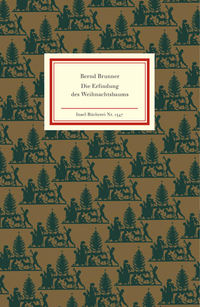 Bernd Brunner
Die Erfindung
des Weihnachtsbaums
Insel-Bücherei Nr. 1347